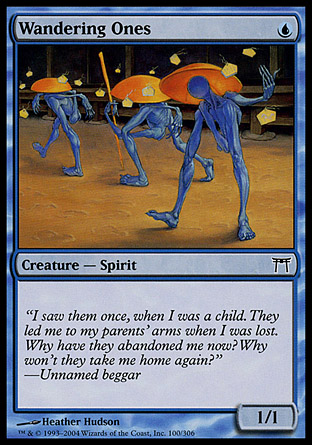 Wandering Ones
Creature — Spirit
“I saw them once, when I was a child. They
led me to my parents’ arms when I was lost.
Why have they abandoned me now? Why
won’t they take me home again?”
—Unnamed beggar
Heather Hudson
1/1
™ & © 1993–2004 Wizards of the Coast, Inc. 100/306